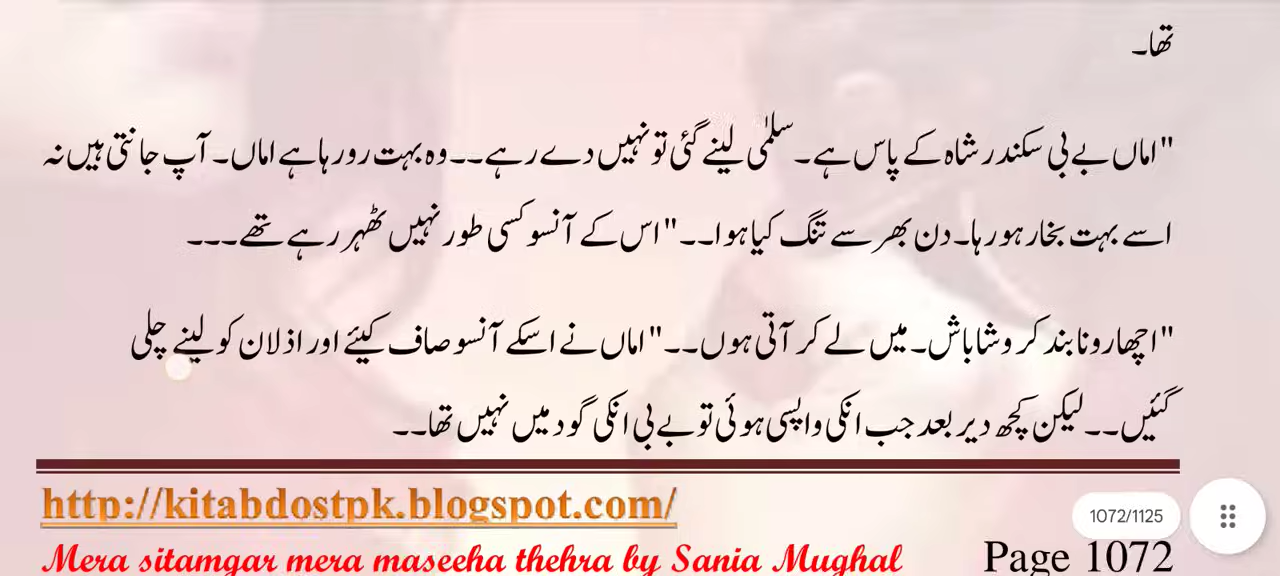 تھا۔
"اماں بے بی سکندر شاہ کے پاس ہے۔ سلمٰی لینے گئی تو نہیں دے رہے۔۔وہ بہت رو رہا ہے اماں۔ آپ جانتی ہیں نہ
اسے بہت بخار ہو رہا۔ دن بھر سے تنگ کیا ہوا۔۔" اس کے آنسو کسی طور نہیں ٹھہر رہے تھے۔۔۔
"اچھا رونا بند کرو شاباش۔ میں لے کر آتی ہوں۔۔" اماں نے اسکے آنسو صاف کیئے اور اذلان کو لینے چلی
گئیں۔۔ لیکن کچھ دیر بعد جب انکی واپسی ہوئی تو بے بی انکی گود میں نہیں تھا۔۔
http://kitabdostpk.blogspot.com/
1072/1125
Mera sitamgar mera maseeha thehra by Sania Mughal Page 1072